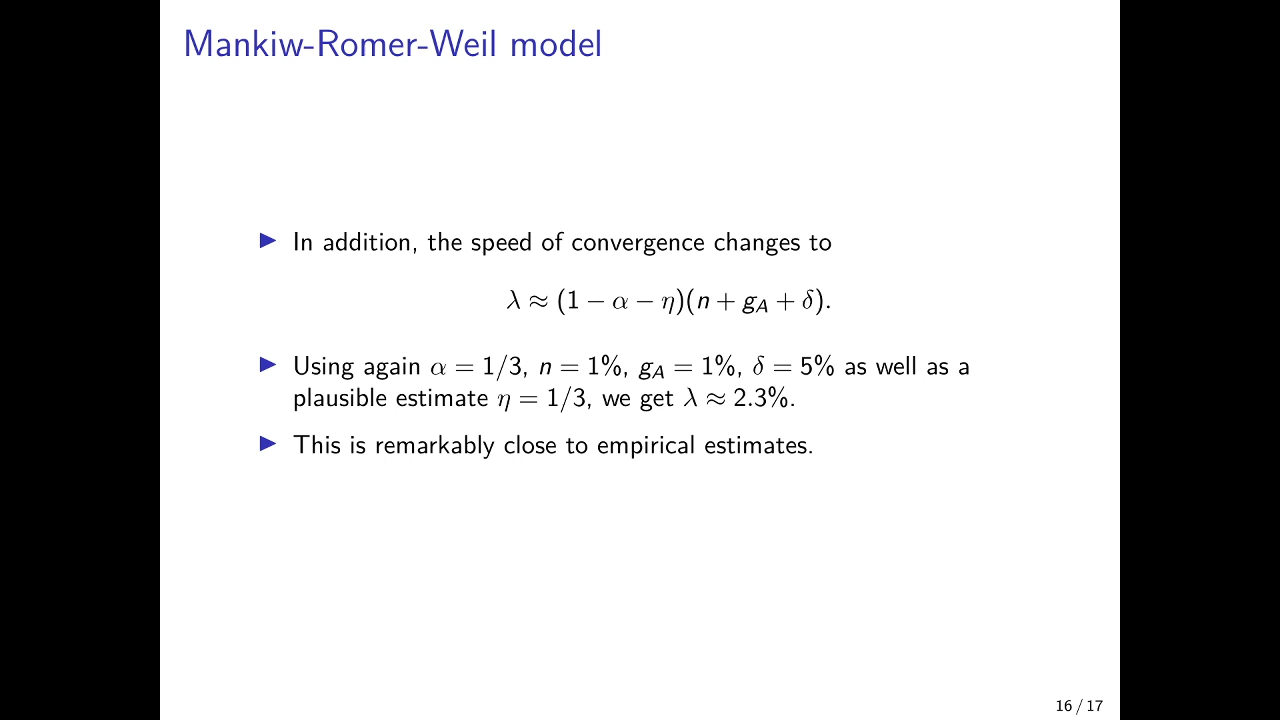 Mankiw-Romer-Weil model
▶ In addition, the speed of convergence changes to
λ ≈ (1 − α − η)(n + g_A + δ).
▶ Using again α = 1/3, n = 1%, g_A = 1%, δ = 5% as well as a
plausible estimate η = 1/3, we get λ ≈ 2.3%.
▶ This is remarkably close to empirical estimates.
16 / 17